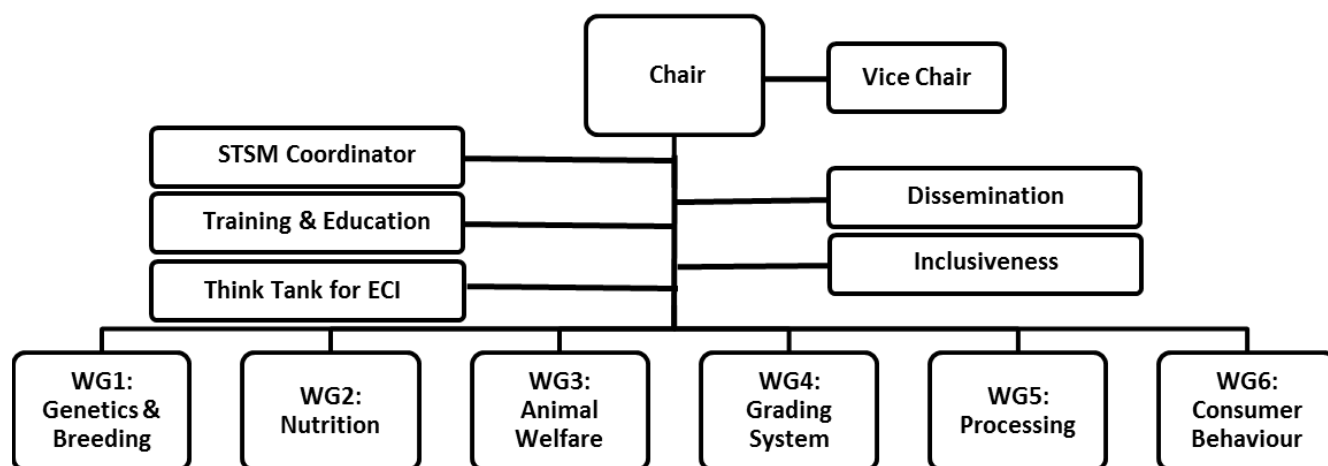 Chair
Vice Chair
STSM Coordinator
Dissemination
Training & Education
Inclusiveness
Think Tank for ECI
WG1:
Genetics &
Breeding
WG2:
Nutrition
WG3:
Animal
Welfare
WG4:
Grading
System
WG5:
Processing
WG6:
Consumer
Behaviour